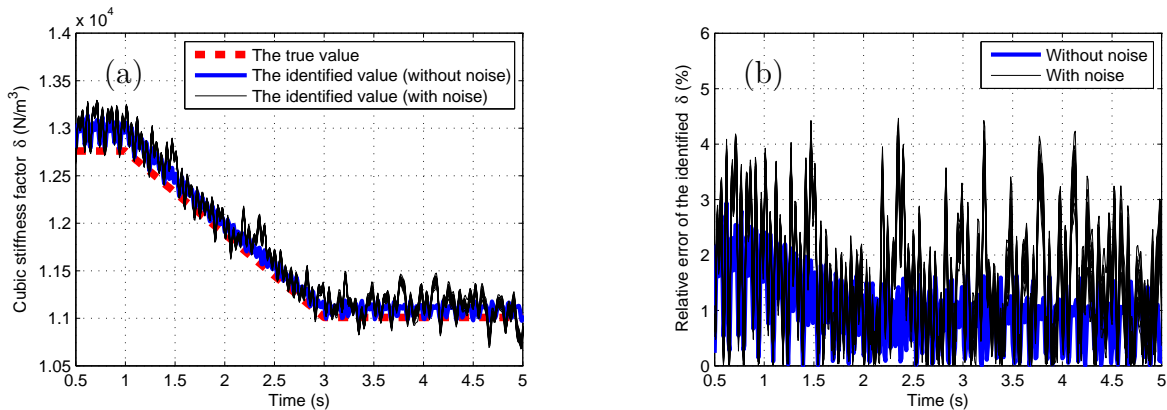 x 10⁴
1.4
1.35
1.3
1.25
1.2
1.15
1.1
1.05
Cubic stiffness factor δ (N/m³)
(a)
The true value
The identified value (without noise)
The identified value (with noise)
0.5 1 1.5 2 2.5 3 3.5 4 4.5 5
Time (s)
6
5
4
3
2
1
0
Relative error of the identified δ (%)
(b)
Without noise
With noise
0.5 1 1.5 2 2.5 3 3.5 4 4.5 5
Time (s)